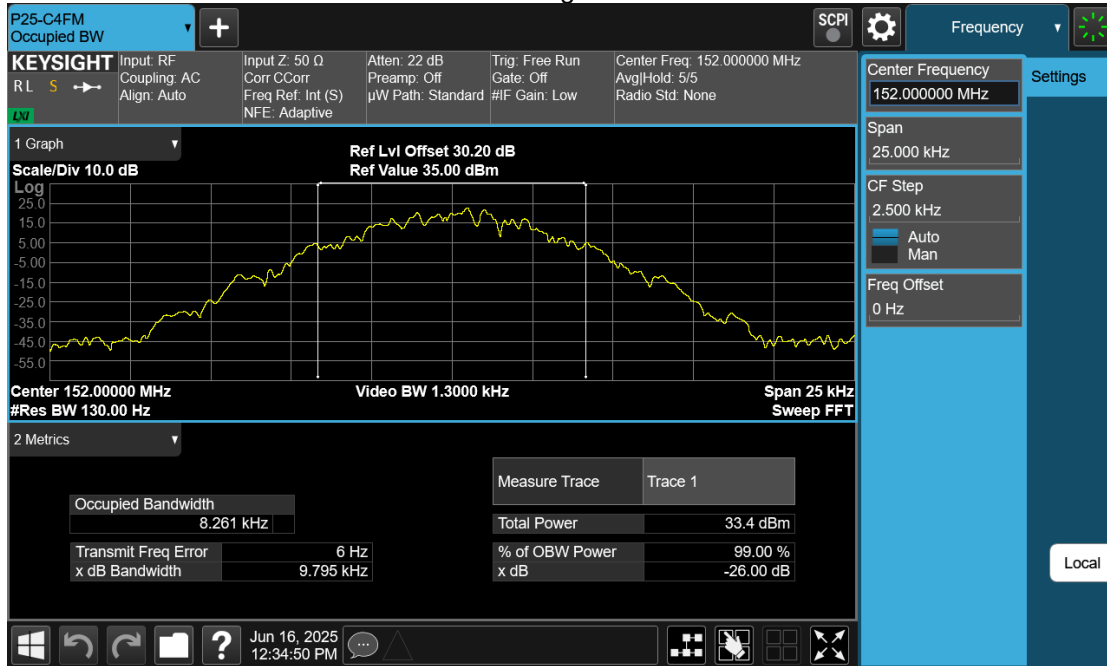 P25-C4FM
Occupied BW
+
SCPI
Frequency
KEYSIGHT
R L S
LXI
Input: RF
Coupling: AC
Align: Auto
Input Z: 50 Ω
Corr CCorr
Freq Ref: Int (S)
NFE: Adaptive
Atten: 22 dB
Preamp: Off
µW Path: Standard
Trig: Free Run
Gate: Off
#IF Gain: Low
Center Freq: 152.000000 MHz
Avg|Hold: 5/5
Radio Std: None
Center Frequency
152.000000 MHz
Settings
Span
25.000 kHz
CF Step
2.500 kHz
Auto
Man
Freq Offset
0 Hz
1 Graph
Scale/Div 10.0 dB
Ref Lvl Offset 30.20 dB
Ref Value 35.00 dBm
Log
25.0
15.0
5.00
-5.00
-15.0
-25.0
-35.0
-45.0
-55.0
Center 152.00000 MHz
Video BW 1.3000 kHz
Span 25 kHz
#Res BW 130.00 Hz
Sweep FFT
2 Metrics
Measure Trace Trace 1
Occupied Bandwidth
8.261 kHz
Total Power 33.4 dBm
Transmit Freq Error 6 Hz
% of OBW Power 99.00 %
x dB Bandwidth 9.795 kHz
x dB -26.00 dB
Local
?
Jun 16, 2025
12:34:50 PM